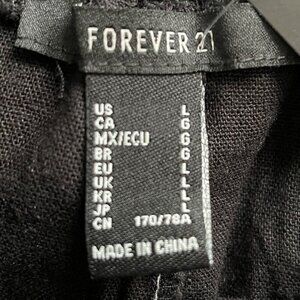 FOREVER 21
US L
CA G
MX/ECU G
BR G
EU L
UK L
KR L
JP L
CN 170/78A
MADE IN CHINA